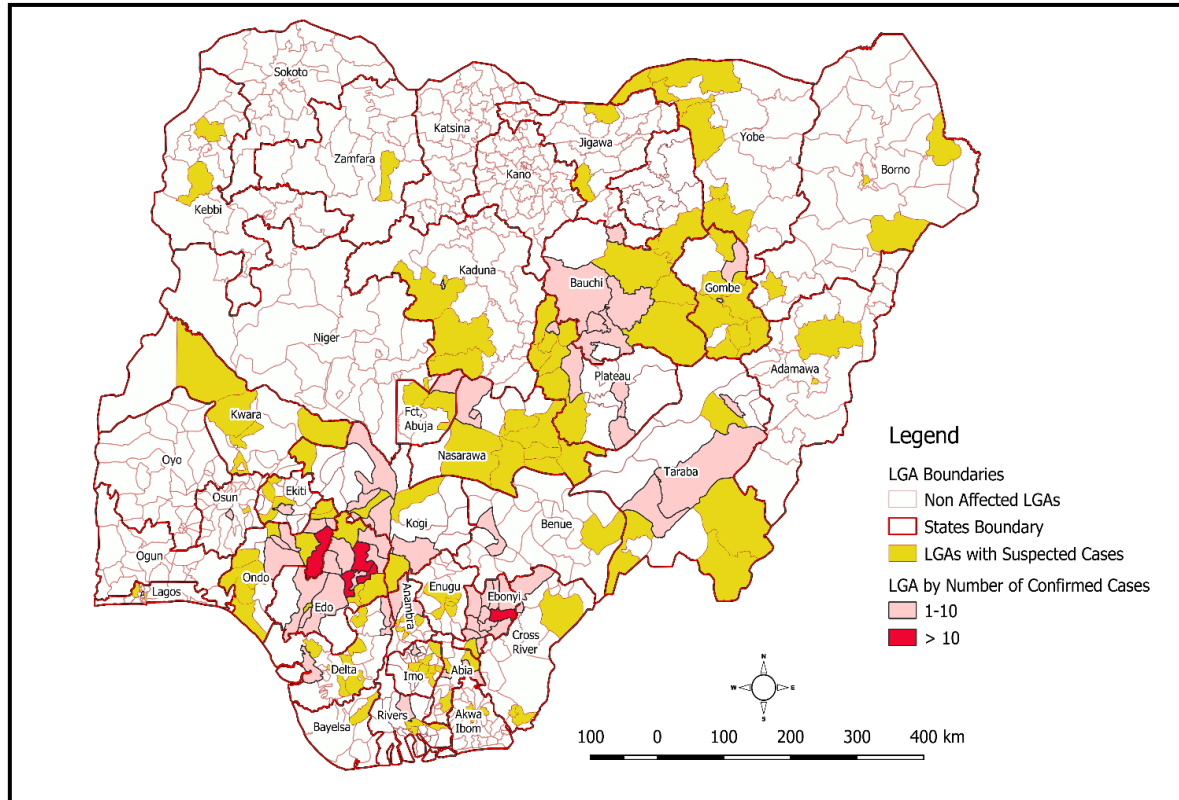 Sokoto
Katsina
Jigawa
Yobe
Zamfara
Kano
Borno
Kebbi
Kaduna
Bauchi
Gombe
Niger
Adamawa
Plateau
Kwara
Fct,
Abuja
Nasarawa
Oyo
Taraba
Osun
Ekiti
Kogi
Benue
Ogun
Ondo
Lagos
Edo
Anambra
Enugu
Ebonyi
Cross
River
Delta
Imo
Abia
Bayelsa
Rivers
Akwa
Ibom
Legend
LGA Boundaries
Non Affected LGAs
States Boundary
LGAs with Suspected Cases
LGA by Number of Confirmed Cases
1-10
> 10
N
W E
S
100 0 100 200 300 400 km